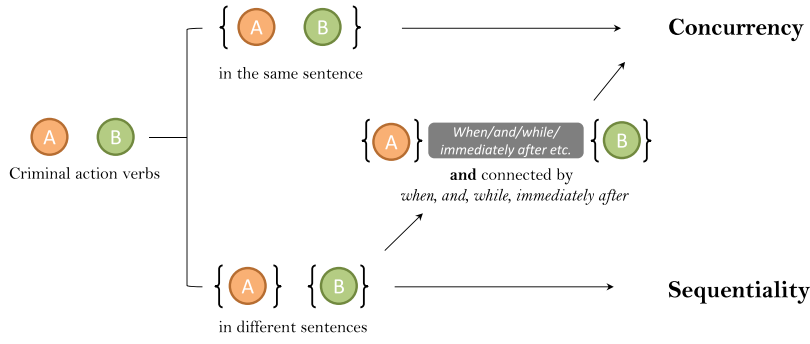 A B
in the same sentence
Concurrency
A B
Criminal action verbs
A When/and/while/
immediately after etc. B
and connected by
when, and, while, immediately after
A B
in different sentences
Sequentiality